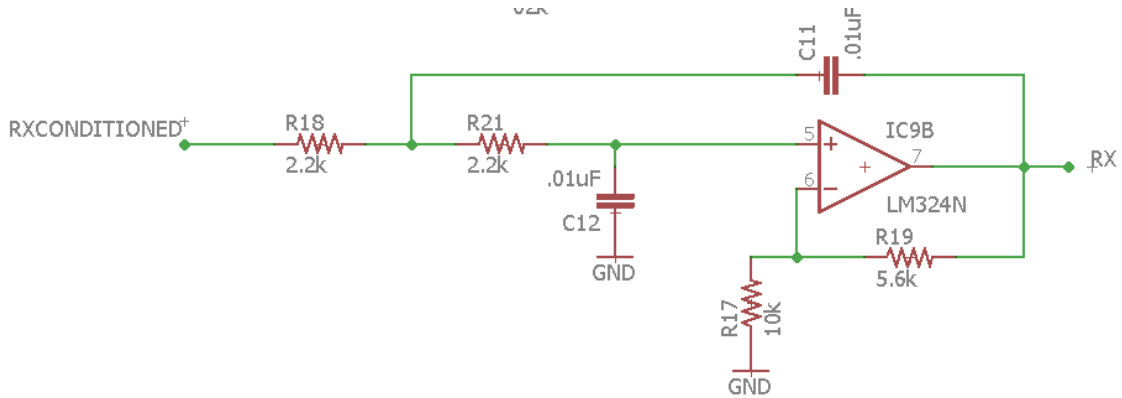 C11
.01uF
RXCONDITIONED
R18
2.2k
R21
2.2k
.01uF
C12
GND
5
6
7
IC9B
LM324N
RX
R19
5.6k
R17
10k
GND